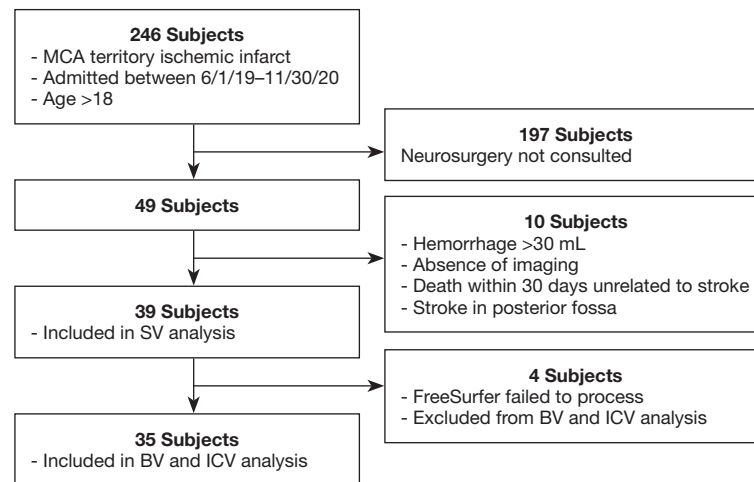 246 Subjects
- MCA territory ischemic infarct
- Admitted between 6/1/19–11/30/20
- Age >18
197 Subjects
Neurosurgery not consulted
49 Subjects
10 Subjects
- Hemorrhage >30 mL
- Absence of imaging
- Death within 30 days unrelated to stroke
- Stroke in posterior fossa
39 Subjects
- Included in SV analysis
4 Subjects
- FreeSurfer failed to process
- Excluded from BV and ICV analysis
35 Subjects
- Included in BV and ICV analysis